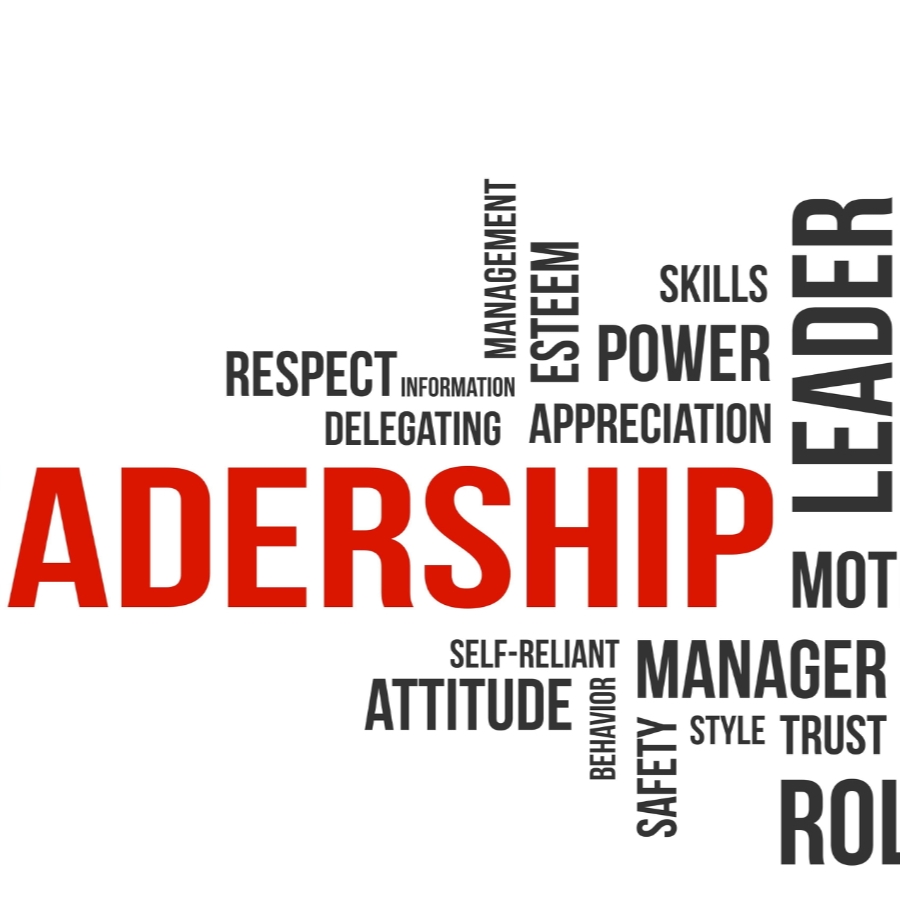 MANAGEMENT
ESTEEM
LEADER
SKILLS
POWER
RESPECT
INFORMATION
DELEGATING
APPRECIATION
ADERSHIP
MOT
SELF-RELIANT
MANAGER
ATTITUDE
BEHAVIOR
SAFETY
STYLE
TRUST
ROL